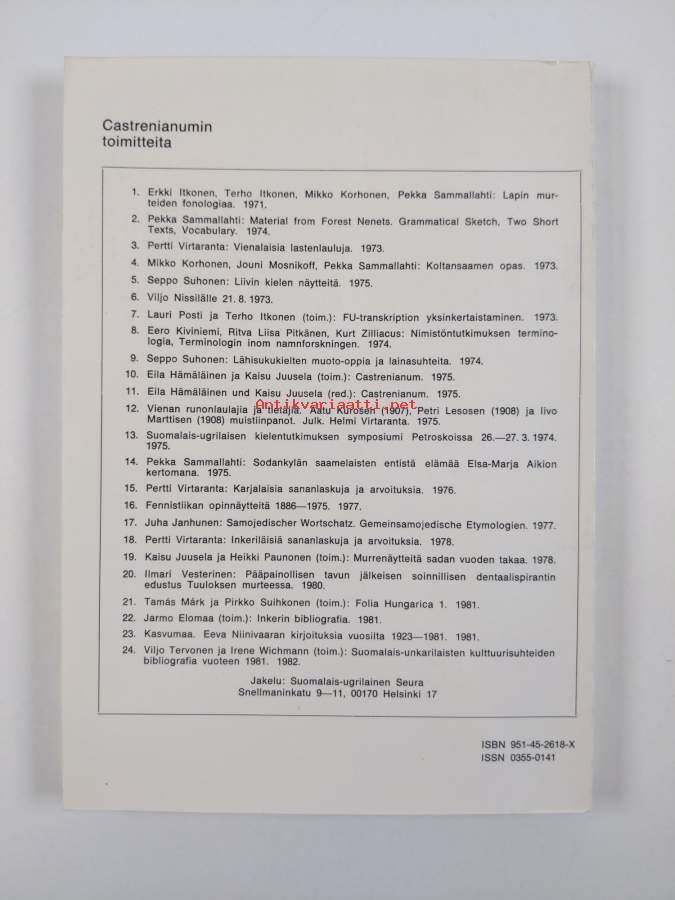 Castrenianumin
toimitteita
1. Erkki Itkonen, Terho Itkonen, Mikko Korhonen, Pekka Sammallahti: Lapin mur-
teiden fonologiaa. 1971.
2. Pekka Sammallahti: Material from Forest Nenets. Grammatical Sketch, Two Short
Texts, Vocabulary. 1974.
3. Pertti Virtaranta: Vienalaisia lastenlauluja. 1973.
4. Mikko Korhonen, Jouni Mosnikoff, Pekka Sammallahti: Koltansaamen opas. 1973.
5. Seppo Suhonen: Liivin kielen näytteitä. 1975.
6. Viljo Nissilälle 21. 8. 1973.
7. Lauri Posti ja Terho Itkonen (toim.): FU-transkription yksinkertaistaminen. 1973.
8. Eero Kiviniemi, Ritva Liisa Pitkänen, Kurt Zilliacus: Nimistöntutkimuksen termino-
logia, Terminologin inom namnforskningen. 1974.
9. Seppo Suhonen: Lähisukukielten muoto-oppia ja lainasuhteita. 1974.
10. Eila Hämäläinen ja Kaisu Juusela (toim.): Castrenianum. 1975.
11. Eila Hämäläinen und Kaisu Juusela (red.): Castrenianum. 1975.
Antikvariaatti.net
12. Vienan runonlaulajia ja tietäjiä. Aatu Kurosen (1907), Petri Lesosen (1908) ja Iivo
Marttisen (1908) muistiinpanot. Julk. Helmi Virtaranta. 1975.
13. Suomalais-ugrilaisen kielentutkimuksen symposiumi Petroskoissa 26.—27. 3. 1974.
1975.
14. Pekka Sammallahti: Sodankylän saamelaisten entistä elämää Elsa-Marja Aikion
kertomana. 1975.
15. Pertti Virtaranta: Karjalaisia sananlaskuja ja arvoituksia. 1976.
16. Fennistiikan opinnäytteitä 1886—1975. 1977.
17. Juha Janhunen: Samojedischer Wortschatz. Gemeinsamojedische Etymologien. 1977.
18. Pertti Virtaranta: Inkeriläisiä sananlaskuja ja arvoituksia. 1978.
19. Kaisu Juusela ja Heikki Paunonen (toim.): Murrenäytteitä sadan vuoden takaa. 1978.
20. Ilmari Vesterinen: Pääpainollisen tavun jälkeisen soinnillisen dentaalispirantin
edustus Tuuloksen murteessa. 1980.
21. Tamás Márk ja Pirkko Suihkonen (toim.): Folia Hungarica 1. 1981.
22. Jarmo Elomaa (toim.): Inkerin bibliografia. 1981.
23. Kasvumaa. Eeva Niinivaaran kirjoituksia vuosilta 1923—1981. 1981.
24. Viljo Tervonen ja Irene Wichmann (toim.): Suomalais-unkarilaisten kulttuurisuhteiden
bibliografia vuoteen 1981. 1982.
Jakelu: Suomalais-ugrilainen Seura
Snellmaninkatu 9—11, 00170 Helsinki 17
ISBN 951-45-2618-X
ISSN 0355-0141